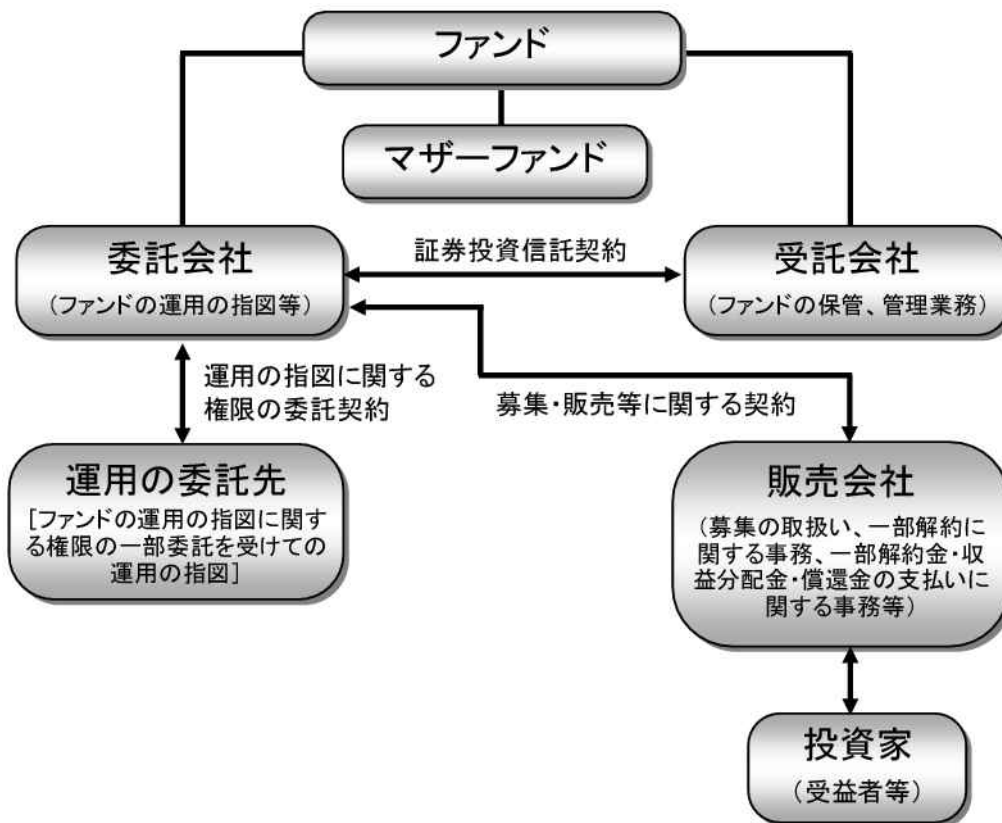 ファンド
マザーファンド
委託会社
（ファンドの運用の指図等）
証券投資信託契約
受託会社
（ファンドの保管、管理業務）
運用の指図に関する
権限の委託契約
募集・販売等に関する契約
運用の委託先
［ファンドの運用の指図に関す
る権限の一部委託を受けての
運用の指図］
販売会社
（募集の取扱い、一部解約に
関する事務、一部解約金・収
益分配金・償還金の支払いに
関する事務等）
投資家
（受益者等）